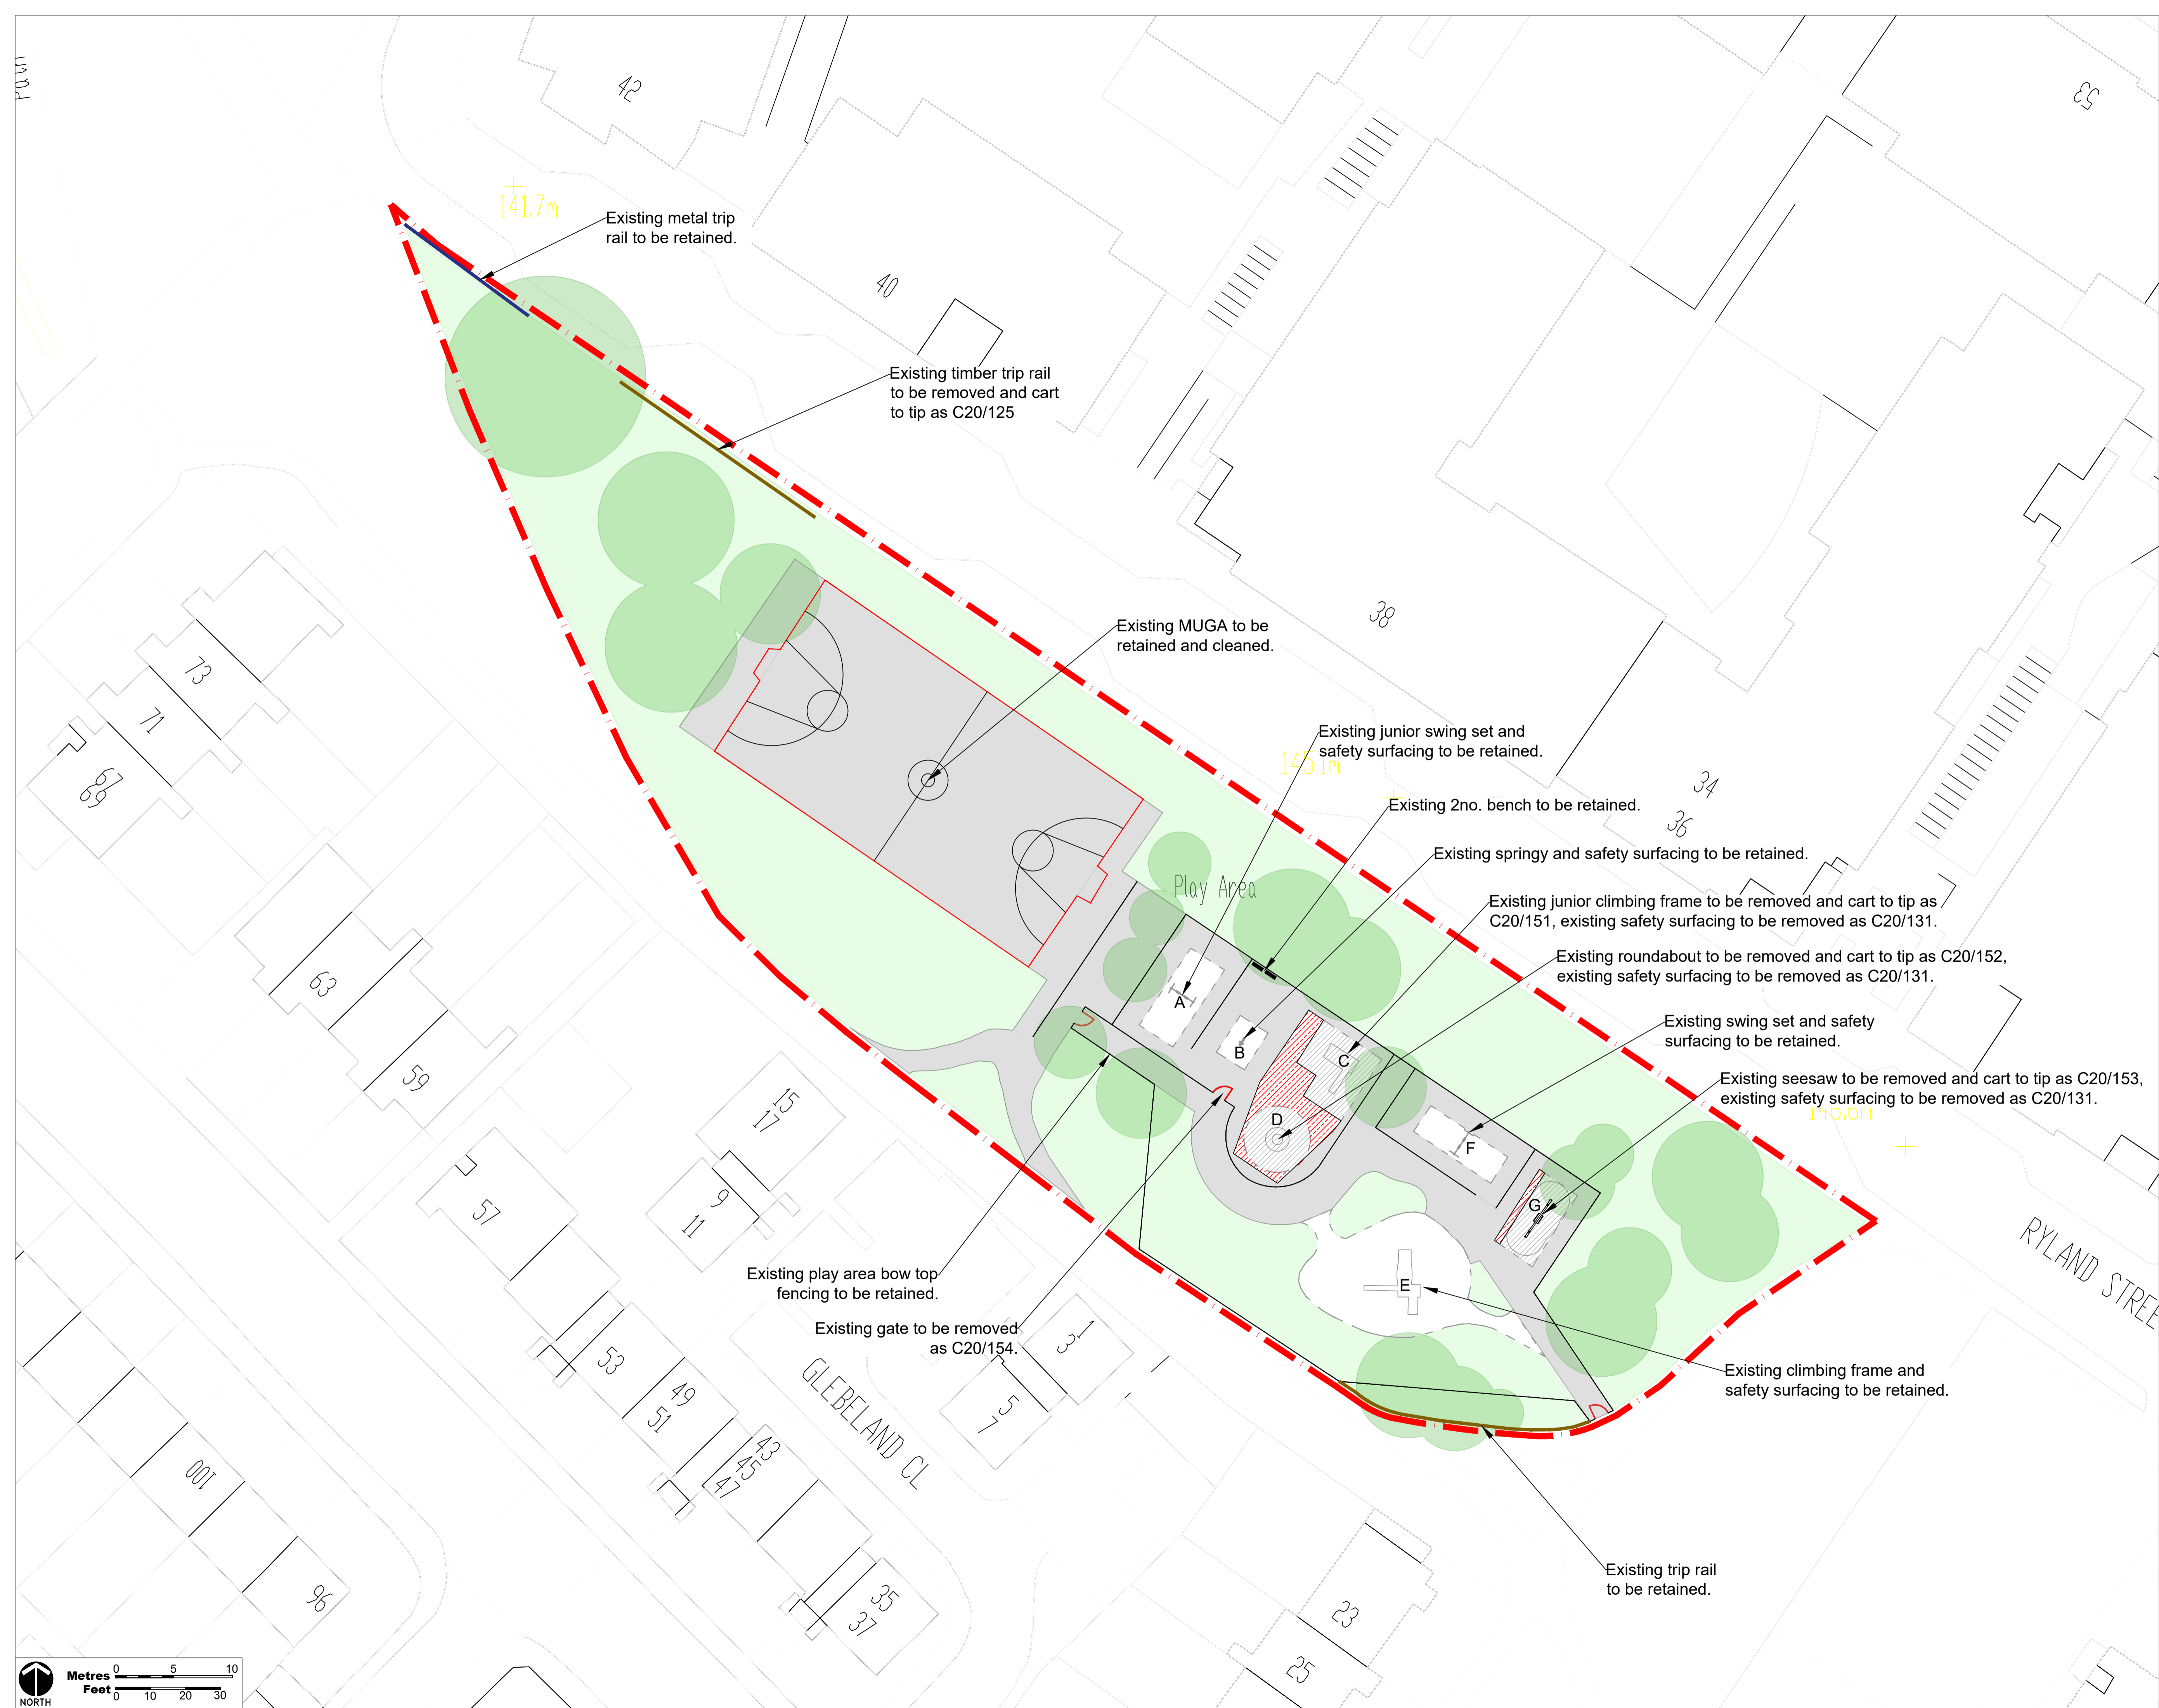 Path
42
53
141.7m
Existing metal trip
rail to be retained.
40
Existing timber trip rail
to be removed and cart
to tip as C20/125
38
Existing MUGA to be
retained and cleaned.
73
71
67
69
Existing junior swing set and
safety surfacing to be retained.
145.1m
34
36
Existing 2no. bench to be retained.
Existing springy and safety surfacing to be retained.
Play Area
Existing junior climbing frame to be removed and cart to tip as
C20/151, existing safety surfacing to be removed as C20/131.
Existing roundabout to be removed and cart to tip as C20/152,
existing safety surfacing to be removed as C20/131.
63
59
A
B
C
D
Existing swing set and safety
surfacing to be retained.
Existing seesaw to be removed and cart to tip as C20/153,
existing safety surfacing to be removed as C20/131.
15
17
F
G
9
11
57
RYLAND STREE
Existing play area bow top
fencing to be retained.
E
Existing gate to be removed
as C20/154.
1
3
5
7
53
49
51
GLEBELAND CL
Existing climbing frame and
safety surfacing to be retained.
43
45
47
100
96
35
37
Existing trip rail
to be retained.
23
25
NORTH
Metres 0 5 10
Feet 0 10 20 30